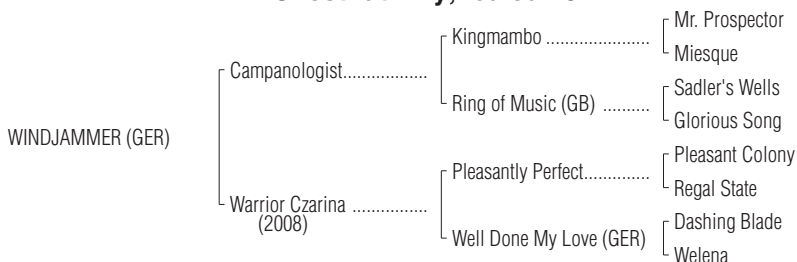 Mr. Prospector
Kingmambo .....................
Miesque
Campanologist.................
Sadler's Wells
Ring of Music (GB) ..........
Glorious Song
WINDJAMMER (GER)
Pleasant Colony
Pleasantly Perfect.............
Regal State
Warrior Czarina ................
(2008)
Dashing Blade
Well Done My Love (GER)
Welena